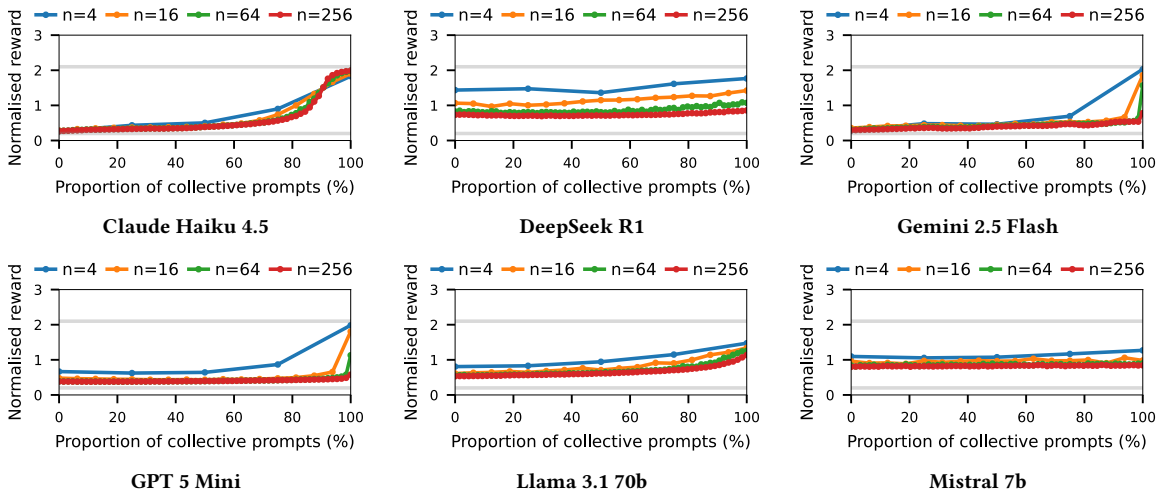 n=4 n=16 n=64 n=256
Normalised reward
3
2
1
0
0 20 40 60 80 100
Proportion of collective prompts (%)
Claude Haiku 4.5
n=4 n=16 n=64 n=256
Normalised reward
3
2
1
0
0 20 40 60 80 100
Proportion of collective prompts (%)
DeepSeek R1
n=4 n=16 n=64 n=256
Normalised reward
3
2
1
0
0 20 40 60 80 100
Proportion of collective prompts (%)
Gemini 2.5 Flash
n=4 n=16 n=64 n=256
Normalised reward
3
2
1
0
0 20 40 60 80 100
Proportion of collective prompts (%)
GPT 5 Mini
n=4 n=16 n=64 n=256
Normalised reward
3
2
1
0
0 20 40 60 80 100
Proportion of collective prompts (%)
Llama 3.1 70b
n=4 n=16 n=64 n=256
Normalised reward
3
2
1
0
0 20 40 60 80 100
Proportion of collective prompts (%)
Mistral 7b